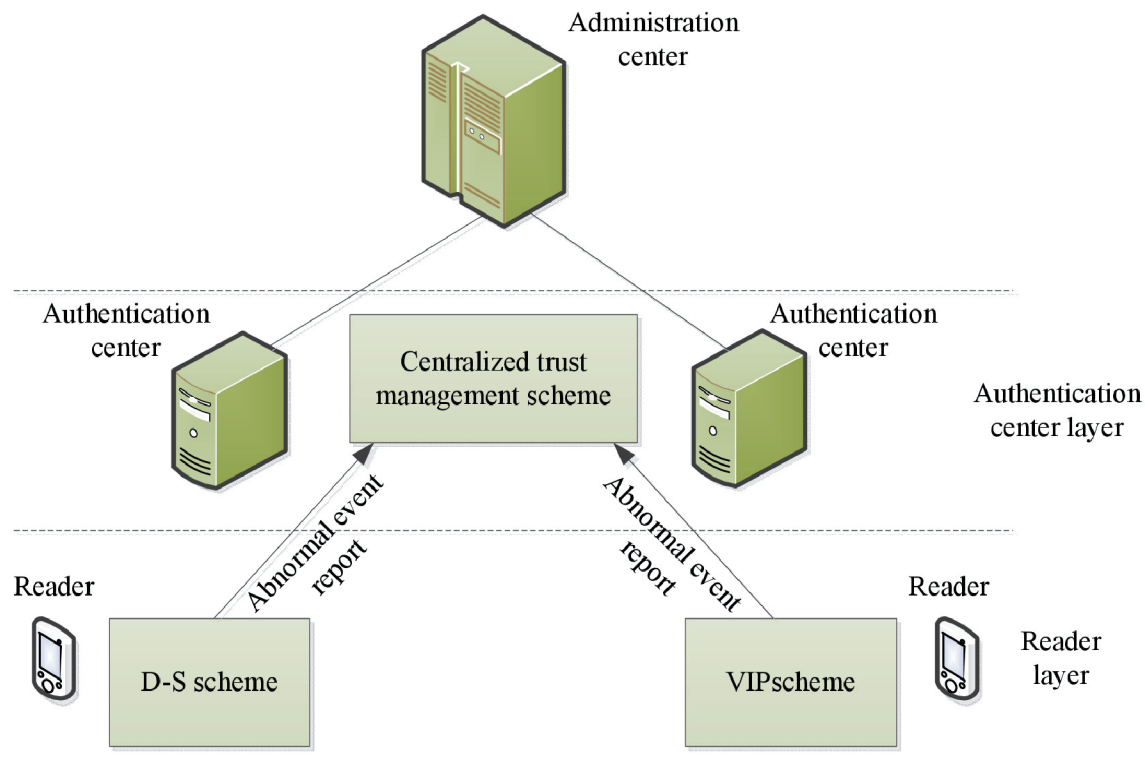 Administration
center
Authentication
center
Centralized trust
management scheme
Authentication
center
Authentication
center layer
Abnormal event
report
Abnormal event
report
Reader
D-S scheme
VIPscheme
Reader
Reader
layer